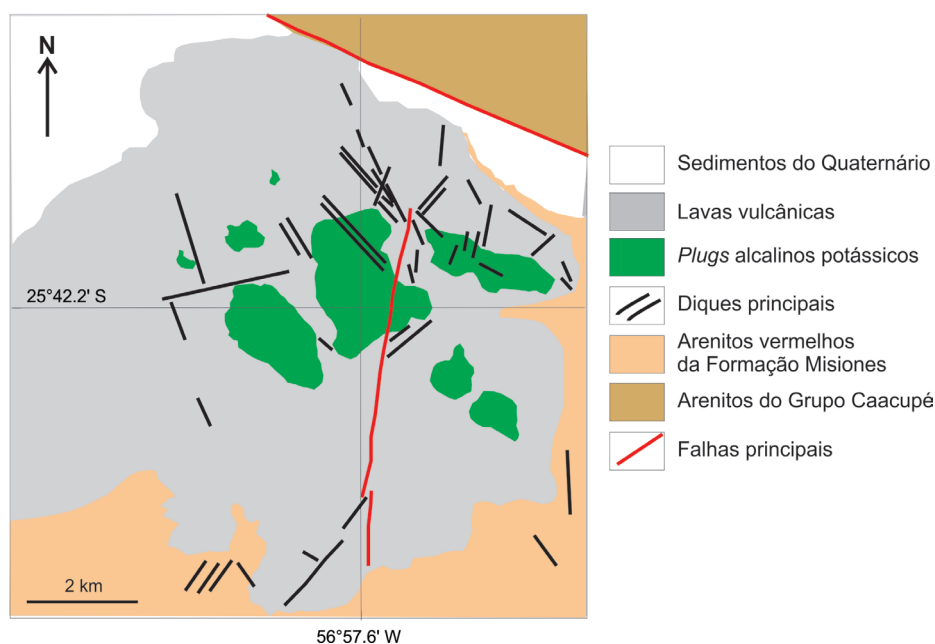 N
25°42.2' S
2 km
56°57.6' W
Sedimentos do Quaternário
Lavas vulcânicas
Plugs alcalinos potássicos
Diques principais
Arenitos vermelhos
da Formação Misiones
Arenitos do Grupo Caacupé
Falhas principais